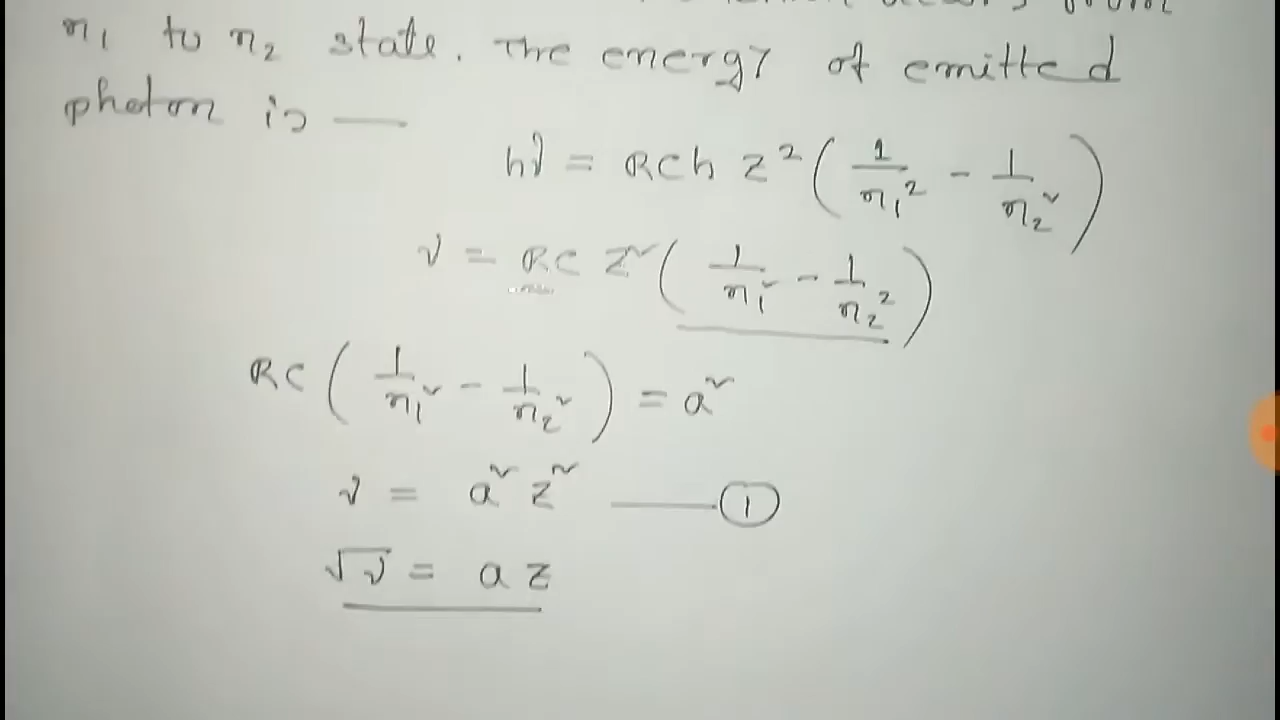 n₁ to n₂ state. The energy of emitted
photon is —
hν = RCh z² (1/n₁² - 1/n₂²)
ν = RC z² (1/n₁² - 1/n₂²)
RC (1/n₁² - 1/n₂²) = a²
ν = a² z² — ①
√ν = a z